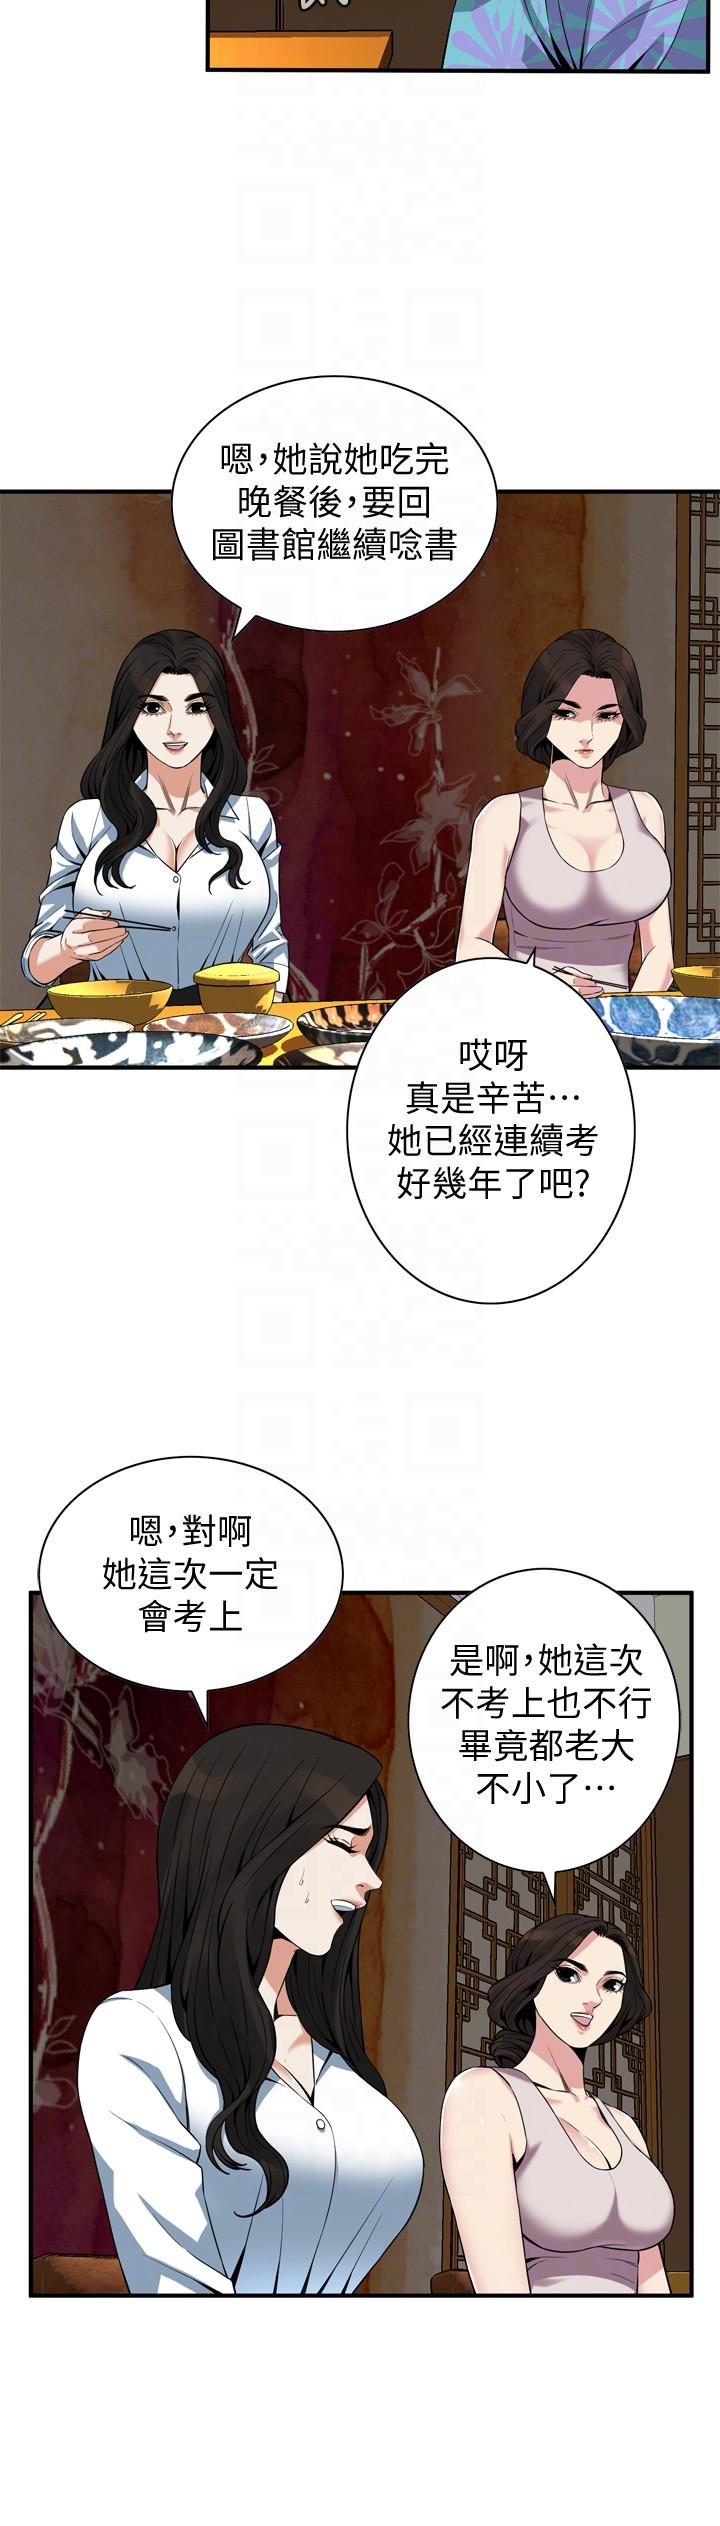 嗯，她說她吃完
晚餐後，要回
圖書館繼續唸書
哎呀
真是辛苦…
她已經連續考
好幾年了吧?
嗯，對啊
她這次一定
會考上
是啊，她這次
不考上也不行
畢竟都老大
不小了…